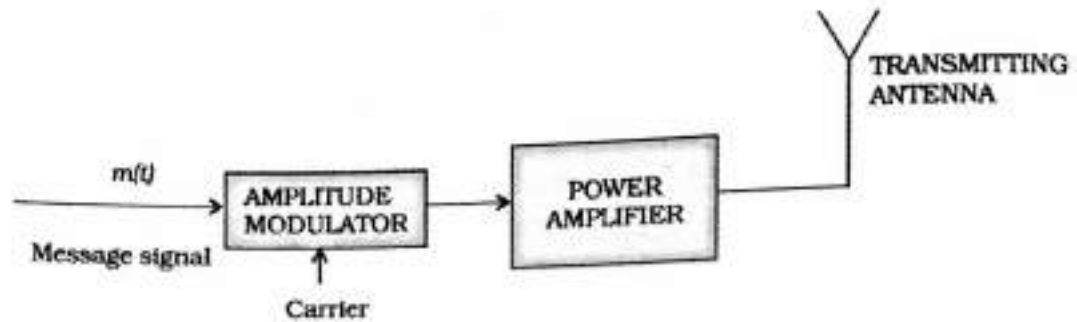 TRANSMITTING
ANTENNA
m(t)
AMPLITUDE
MODULATOR
POWER
AMPLIFIER
Message signal
Carrier